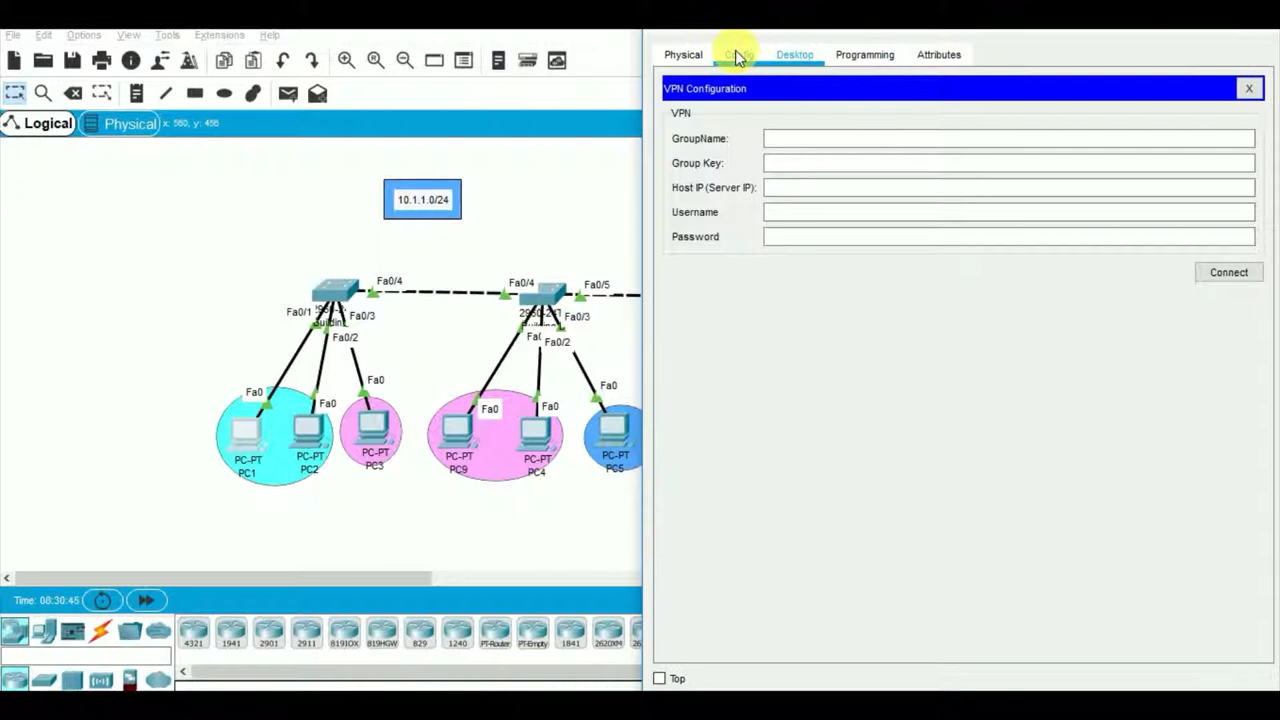 File Edit Options View Tools Extensions Help
Physical Config Desktop Programming Attributes
VPN Configuration X
VPN
GroupName:
Group Key:
Host IP (Server IP):
Username
Password
Connect
Logical Physical x: 560, y: 456
10.1.1.0/24
Fa0/4 Fa0/4 Fa0/5
Fa0/1 Fa0/3 Fa0/3
Fa0/2 Fa0/2
Fa0 Fa0 Fa0
Fa0 Fa0 Fa0
PC-PT PC-PT PC-PT PC-PT PC-PT PC-PT
PC1 PC2 PC3 PC9 PC4 PC5
Time: 08:30:45
4321 1941 2901 2911 819IOX 819HGW 829 1240 PT-Router PT-Empty 1841 2620XM
Top